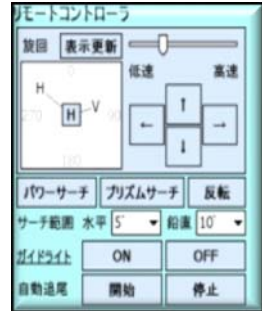 リモートコントローラ
旋回 表示更新
低速 高速
0
H
270 H V 90
180
← ↑ ↓ →
パワーサーチ プリズムサーチ 反転
サーチ範囲 水平 5° 鉛直 10°
ガイドライト ON OFF
自動追尾 開始 停止